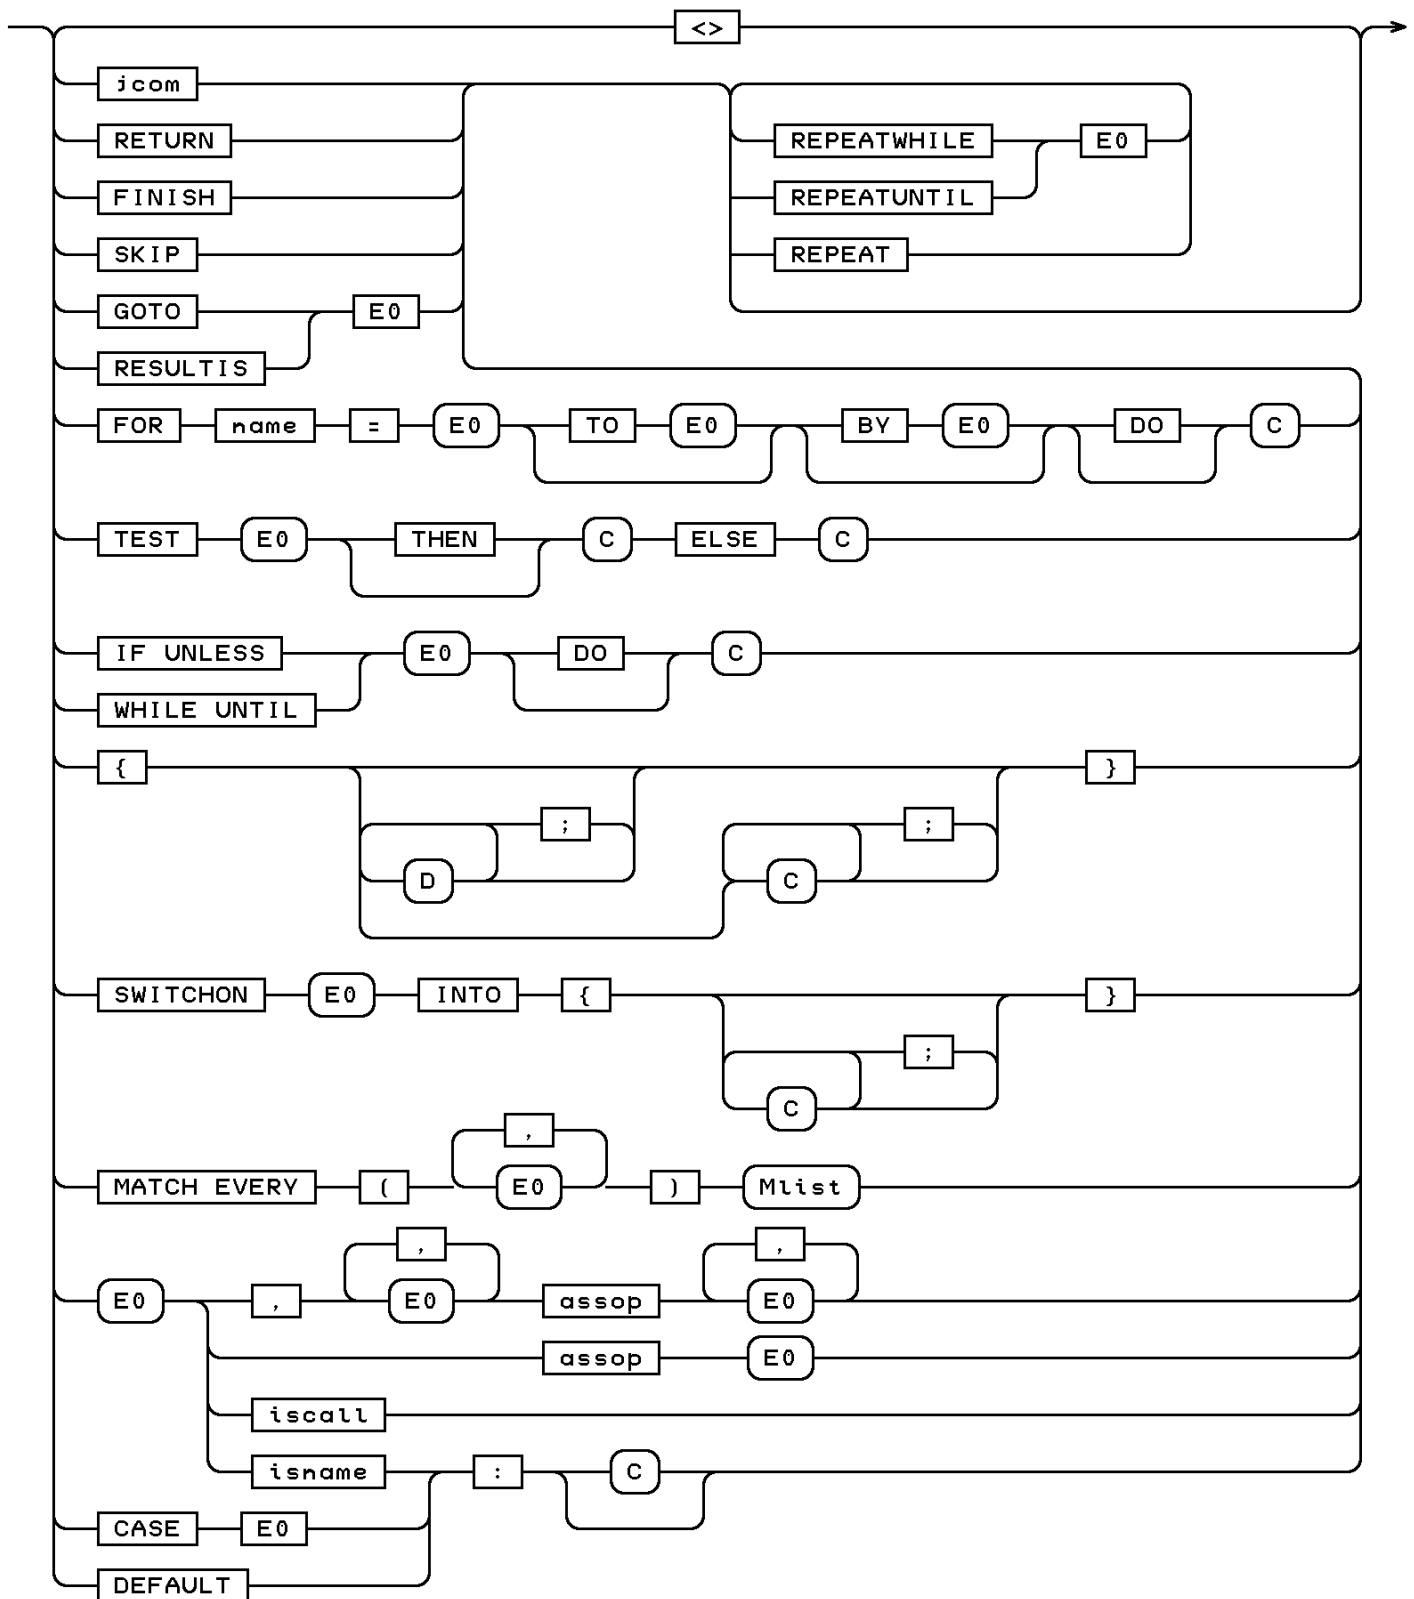 <>
jcom
RETURN REPEATWHILE E0
FINISH REPEATUNTIL
SKIP REPEAT
GOTO E0
RESULTIS
FOR name = E0 TO E0 BY E0 DO C
TEST E0 THEN C ELSE C
IF UNLESS E0 DO C
WHILE UNTIL
{ }
; ;
D C
SWITCHON E0 INTO { }
;
C
,
MATCH EVERY ( E0 ) Mlist
, ,
E0 , E0 assop E0
assop E0
iscall
isname : C
CASE E0
DEFAULT